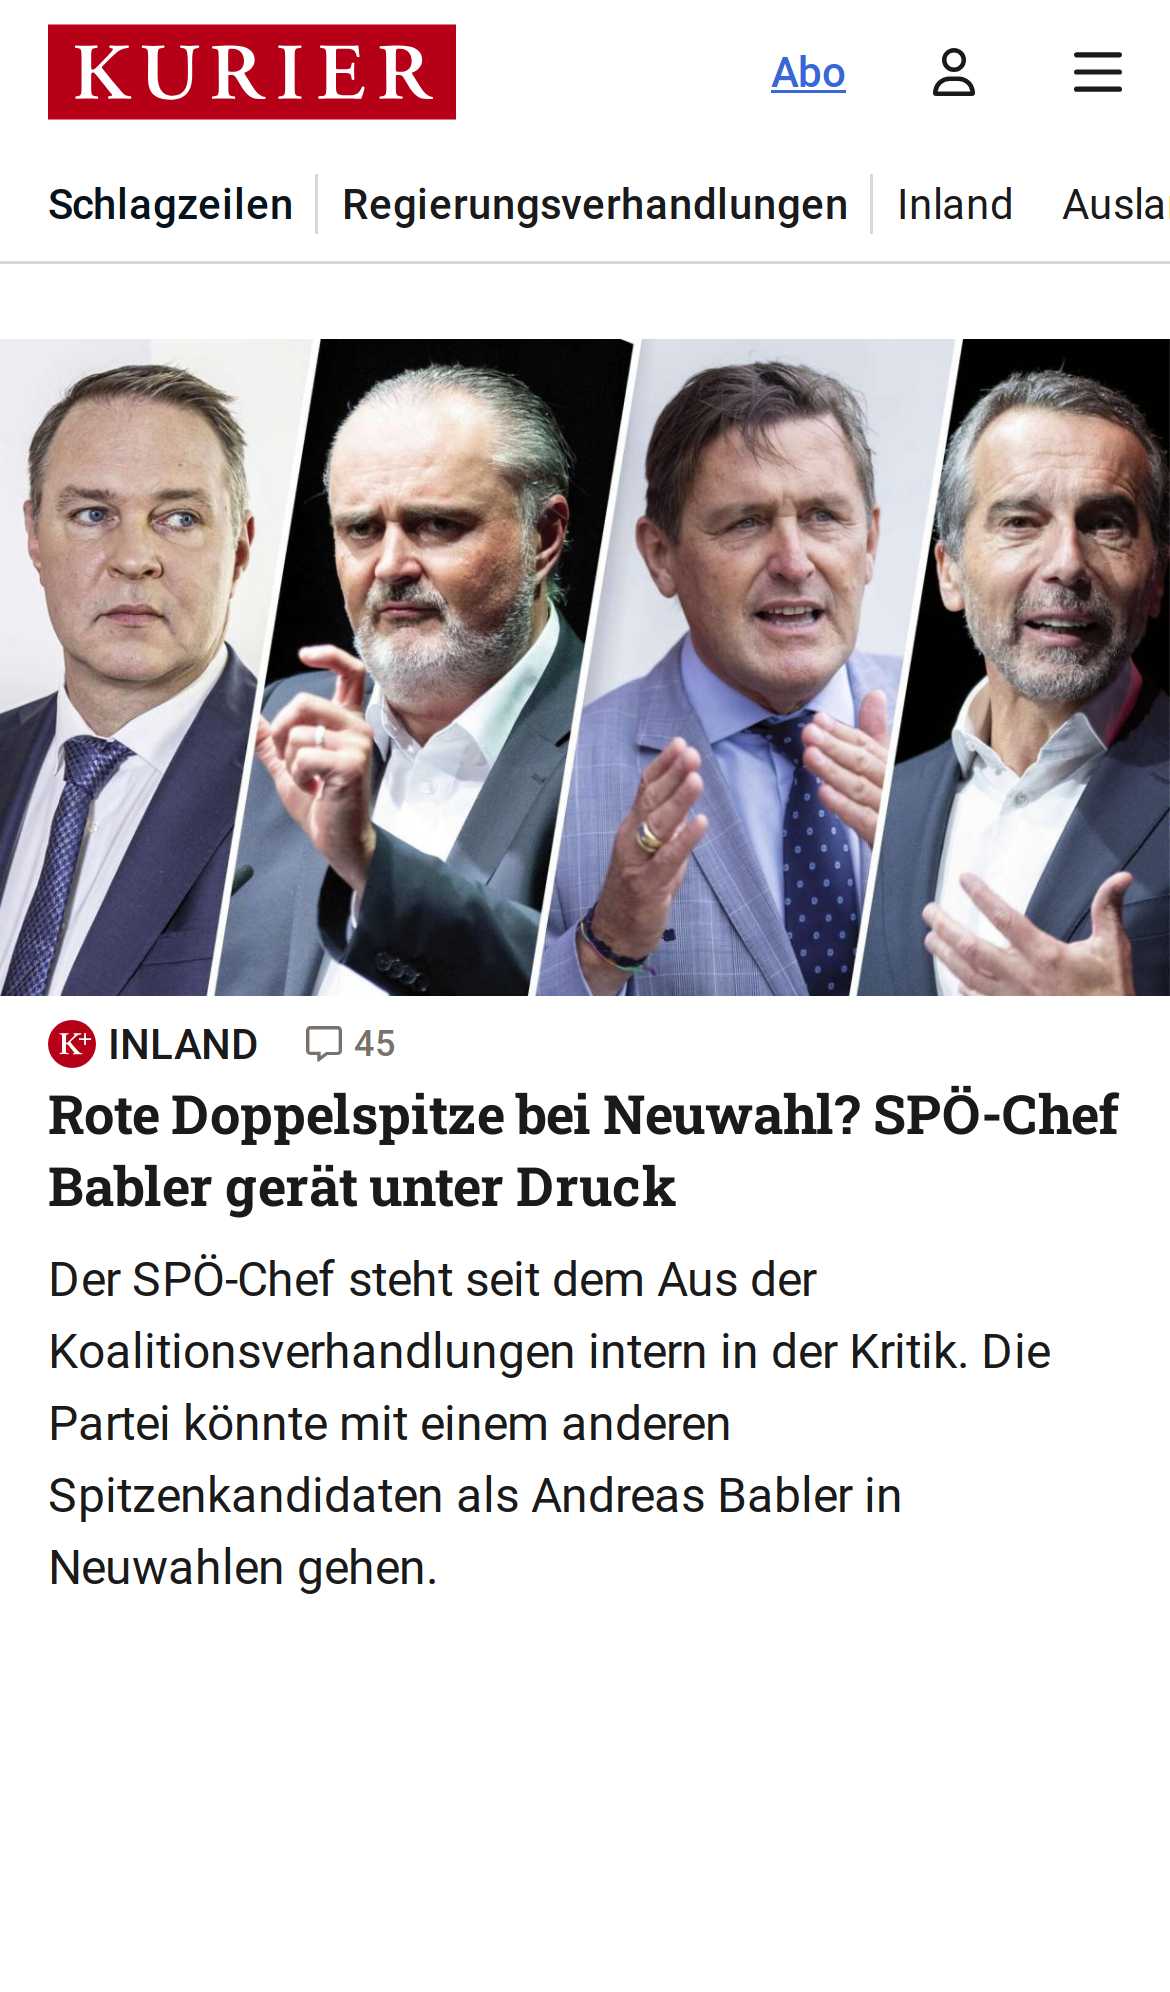 KURIER
Abo
Schlagzeilen
Regierungsverhandlungen
Inland
Ausla
K+ INLAND
45
Rote Doppelspitze bei Neuwahl? SPÖ-Chef
Babler gerät unter Druck
Der SPÖ-Chef steht seit dem Aus der
Koalitionsverhandlungen intern in der Kritik. Die
Partei könnte mit einem anderen
Spitzenkandidaten als Andreas Babler in
Neuwahlen gehen.